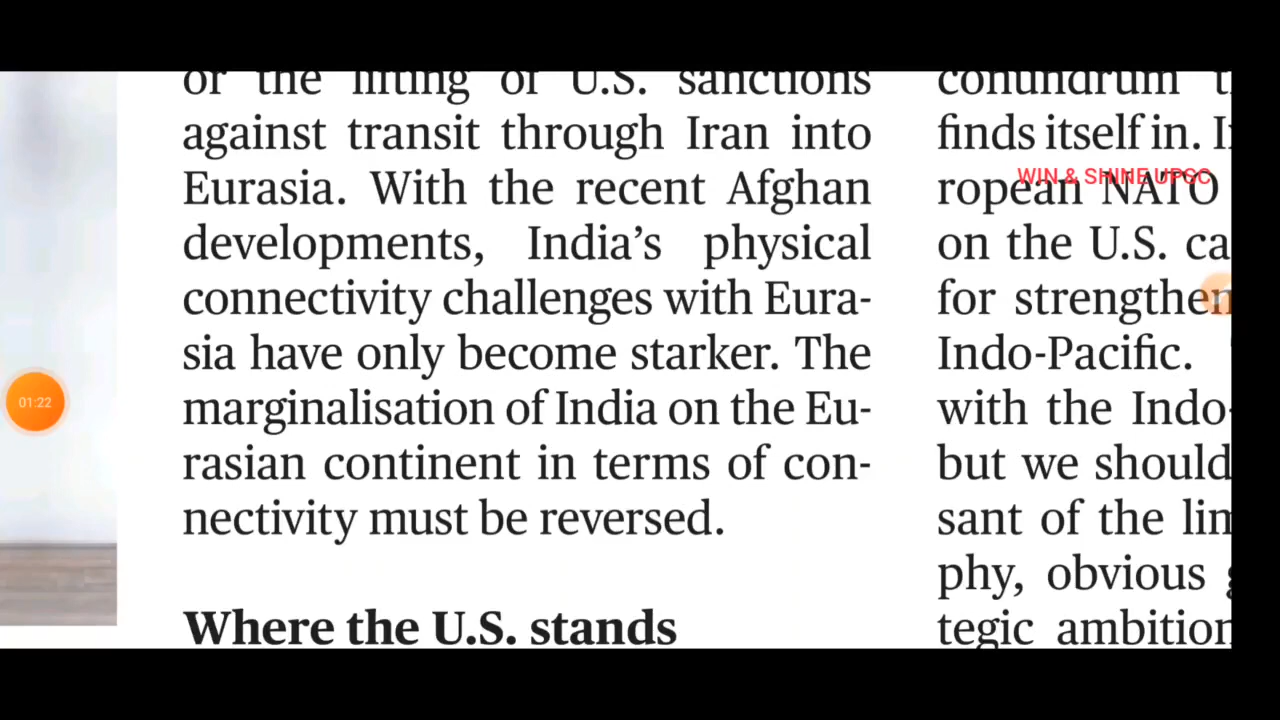 or the lifting of U.S. sanctions
against transit through Iran into
Eurasia. With the recent Afghan
developments, India's physical
connectivity challenges with Eura-
sia have only become starker. The
marginalisation of India on the Eu-
rasian continent in terms of con-
nectivity must be reversed.
Where the U.S. stands
conundrum
finds itself in.
ropean NATO
on the U.S.
for strengthen
Indo-Pacific.
with the Indo-
but we should
sant of the
phy, obvious
tegic ambition
WIN & SHINE UPSC
01:22